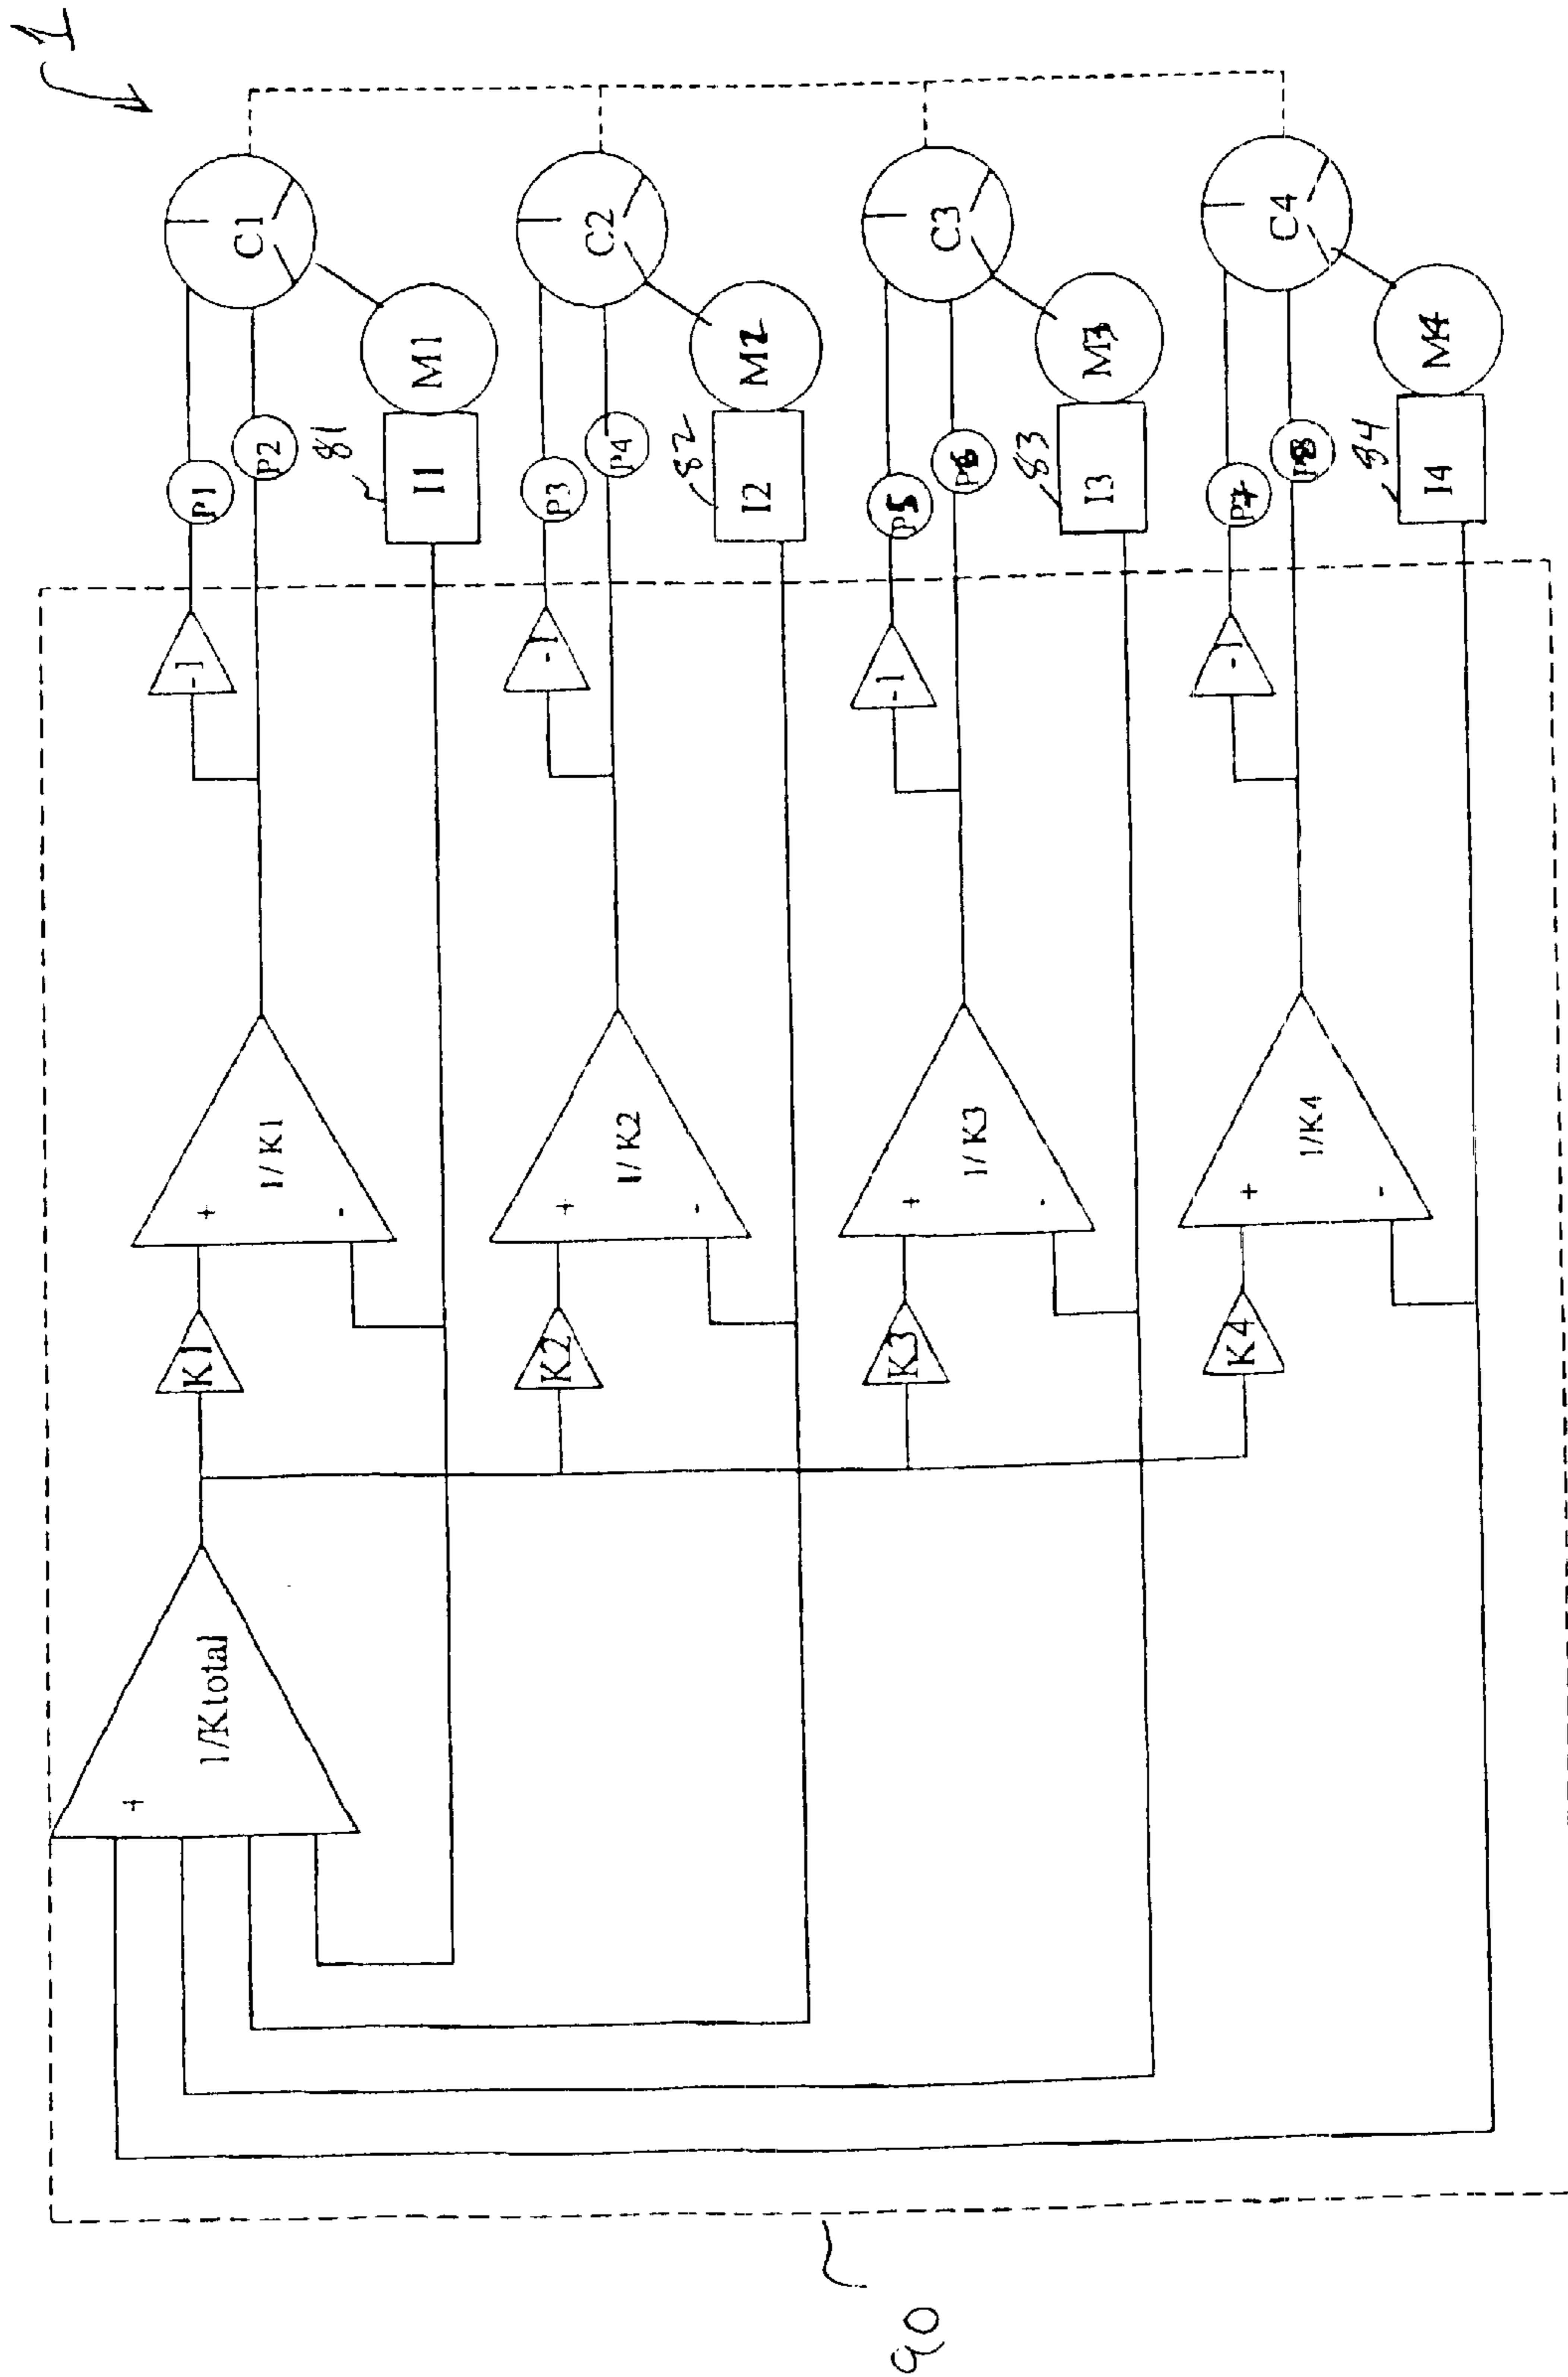 1
90
1/Ktotal
+
K1
+
-
1/K1
-1
P1
P2
81
I1
M1
C1
K2
+
-
1/K2
-1
P3
P4
82
I2
M2
C2
K3
+
-
1/K3
-1
P5
P6
83
I3
M3
C3
K4
+
-
1/K4
-1
P7
P8
84
I4
M4
C4